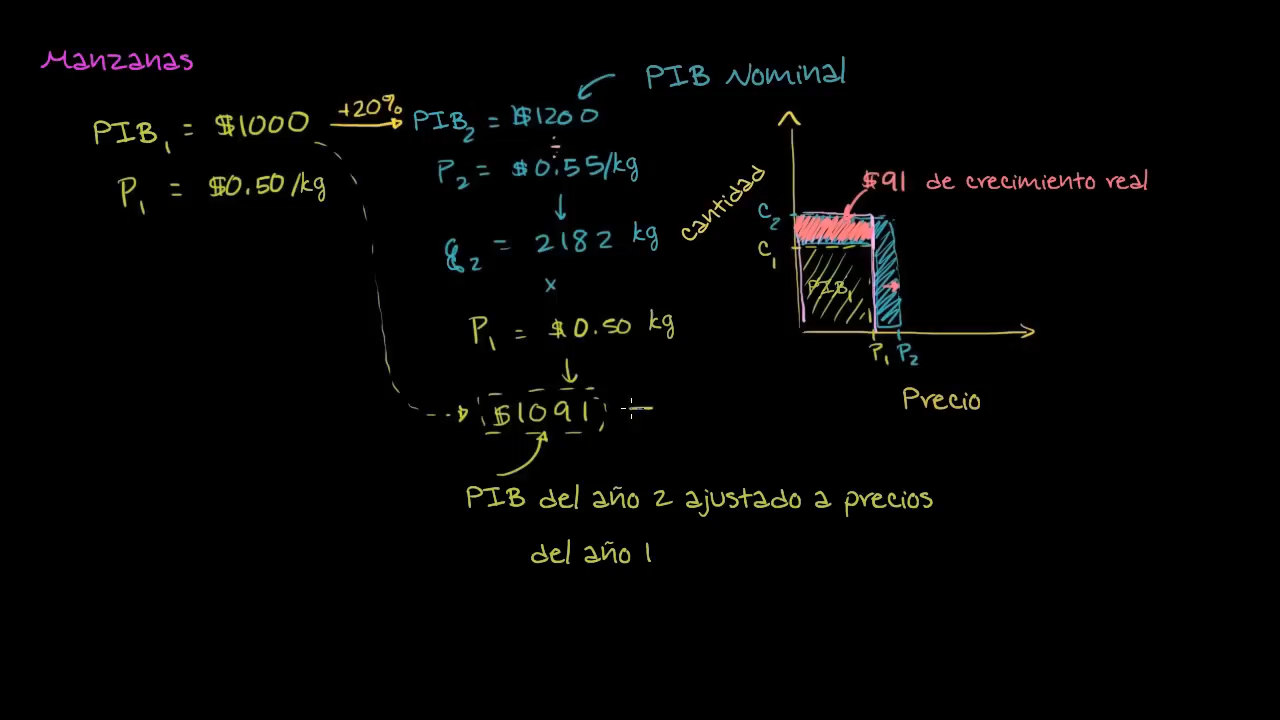 Manzanas
PIB₁ = $1000
+20%
PIB₂ = $1200
PIB Nominal
P₁ = $0.50/kg
÷
P₂ = $0.55/kg
q₂ = 2182 kg
x
P₁ = $0.50 kg
$1091
PIB del año 2 ajustado a precios
del año 1
$91 de crecimiento real
cantidad
C₂
C₁
PIB₁
P₁ P₂
Precio